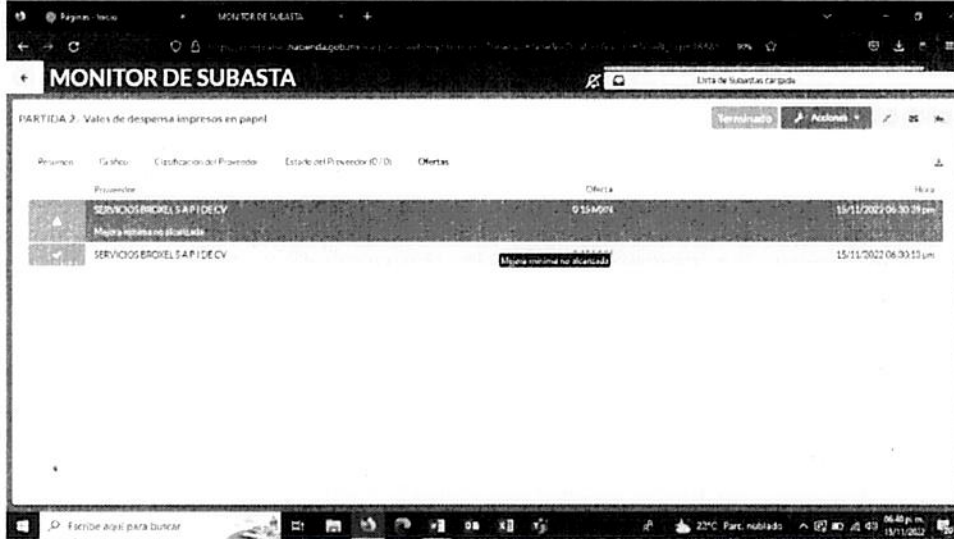 Páginas - Inicio
MONITOR DE SUBASTA
90%
MONITOR DE SUBASTA
Lista de Subastas cargada
PARTIDA 2. Vales de despensa impresos en papel
Terminado
Acciones
Resumen Gráfico Clasificación del Proveedor Estado del Proveedor (0 / 0) Ofertas
Proveedor Oferta Hora
SERVICIOS BROXEL S A P I DE CV 0.15 MXN 15/11/2022 06:30:39 pm
Mejora mínima no alcanzada
SERVICIOS BROXEL S A P I DE CV 15/11/2022 06:30:13 pm
Mejora mínima no alcanzada
Escribe aquí para buscar
22°C Parc. nublado
06:40 p. m.
15/11/2022